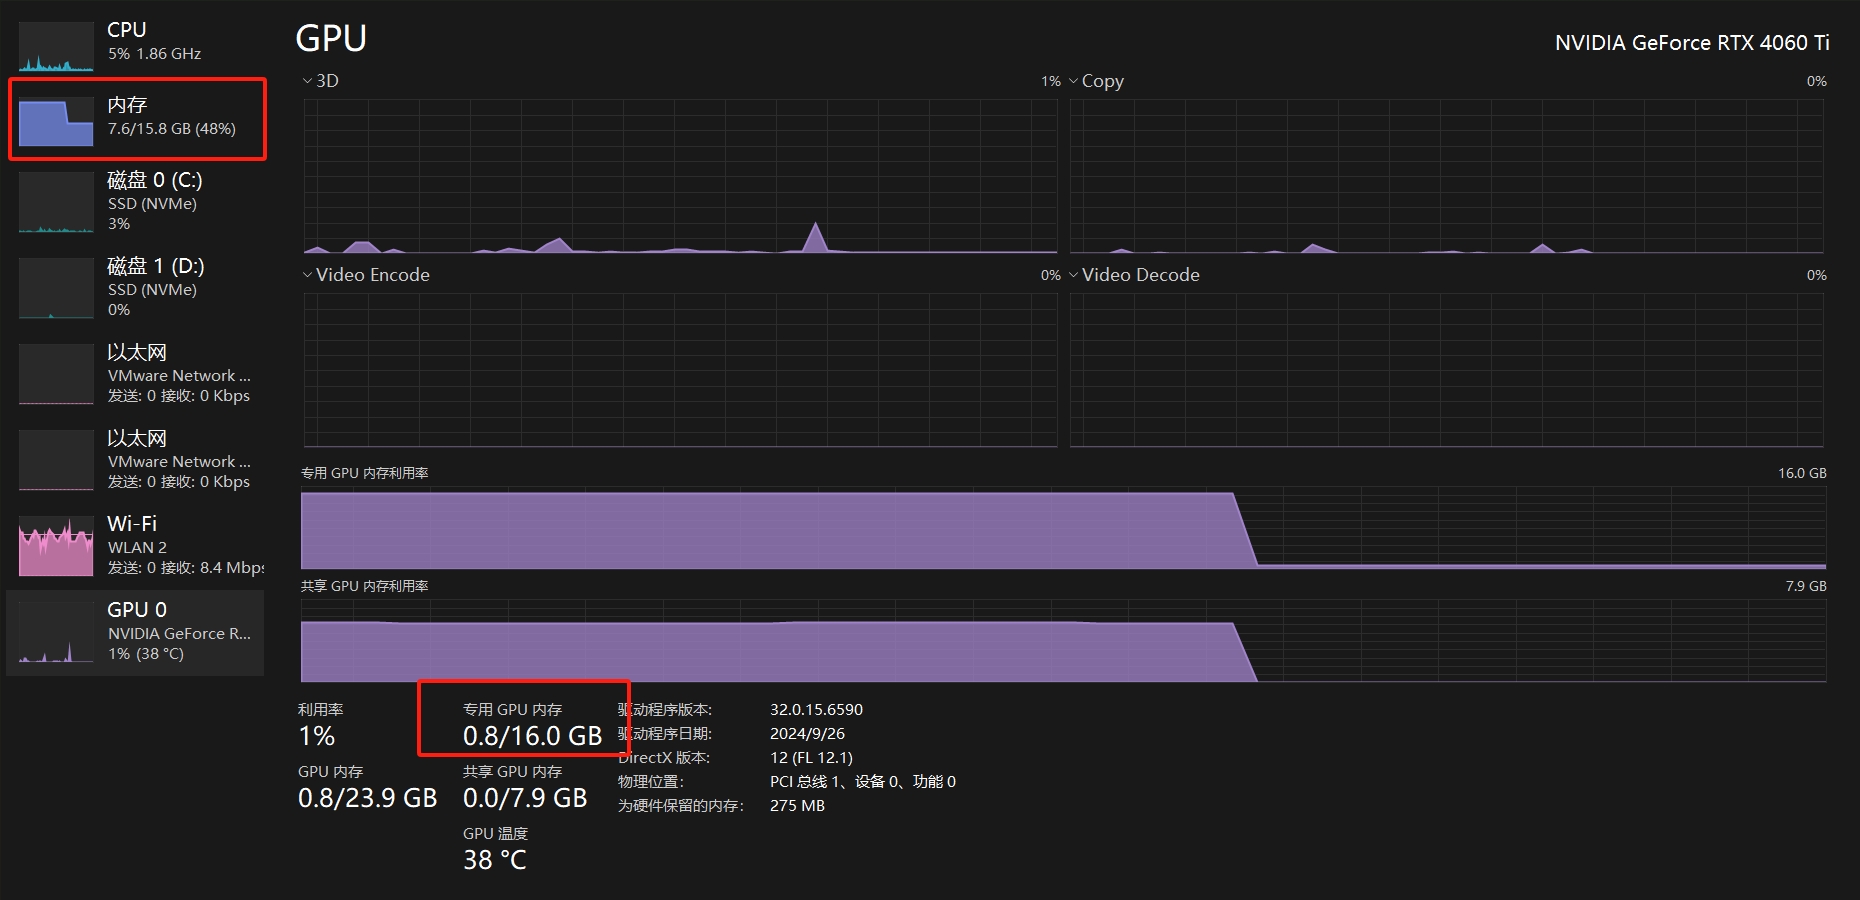 CPU
5% 1.86 GHz
内存
7.6/15.8 GB (48%)
磁盘 0 (C:)
SSD (NVMe)
3%
磁盘 1 (D:)
SSD (NVMe)
0%
以太网
VMware Network ...
发送: 0 接收: 0 Kbps
以太网
VMware Network ...
发送: 0 接收: 0 Kbps
Wi-Fi
WLAN 2
发送: 0 接收: 8.4 Mbps
GPU 0
NVIDIA GeForce R...
1% (38 °C)
GPU
NVIDIA GeForce RTX 4060 Ti
3D 1%
Copy 0%
Video Encode 0%
Video Decode 0%
专用 GPU 内存利用率 16.0 GB
共享 GPU 内存利用率 7.9 GB
利用率
1%
专用 GPU 内存
0.8/16.0 GB
GPU 内存
0.8/23.9 GB
共享 GPU 内存
0.0/7.9 GB
GPU 温度
38 °C
驱动程序版本: 32.0.15.6590
驱动程序日期: 2024/9/26
DirectX 版本: 12 (FL 12.1)
物理位置: PCI 总线 1、设备 0、功能 0
为硬件保留的内存: 275 MB